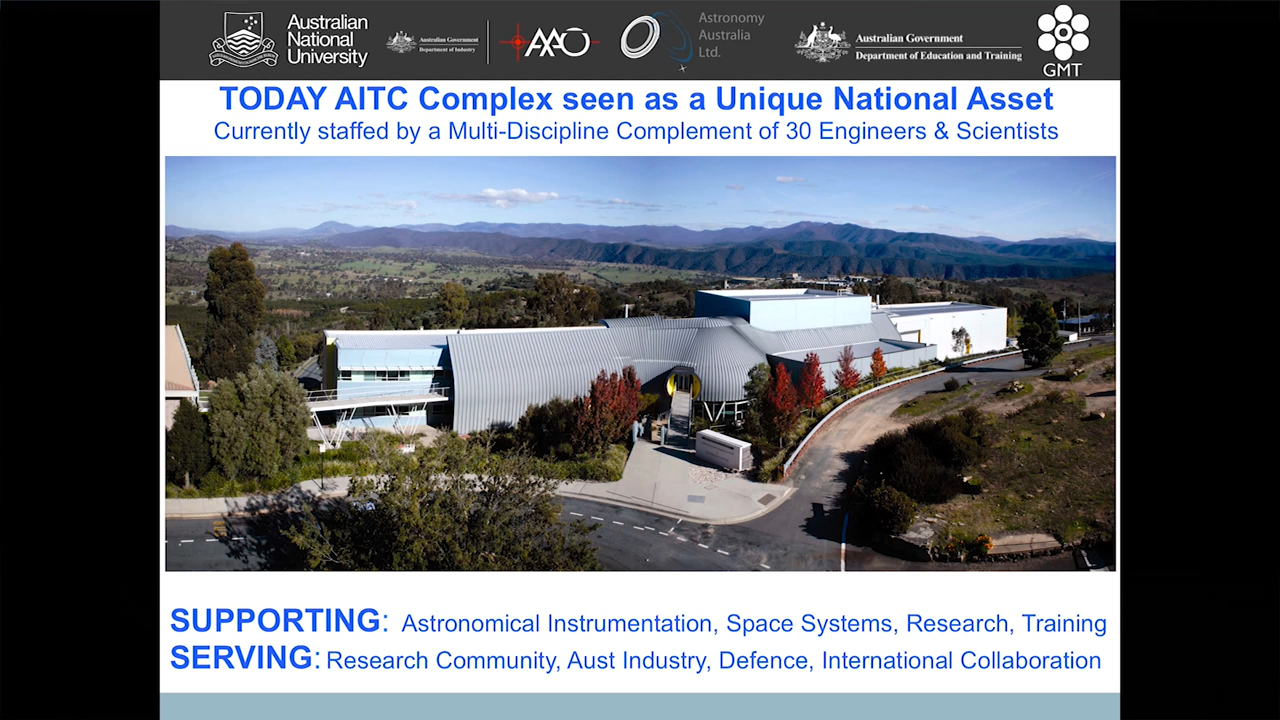 Australian
National
University
Australian Government
Department of Industry
AAO
Astronomy
Australia
Ltd.
Australian Government
Department of Education and Training
GMT
TODAY AITC Complex seen as a Unique National Asset
Currently staffed by a Multi-Discipline Complement of 30 Engineers & Scientists
SUPPORTING: Astronomical Instrumentation, Space Systems, Research, Training
SERVING: Research Community, Aust Industry, Defence, International Collaboration